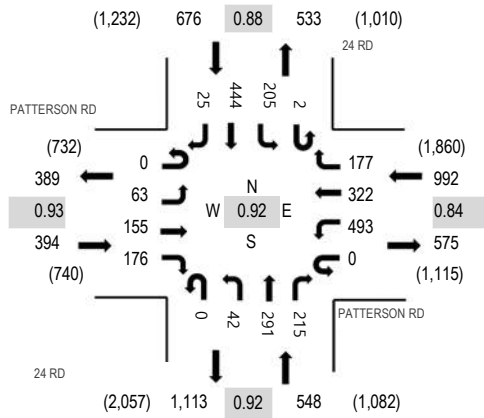 (1,232) 676 0.88 533 (1,010)
24 RD
25 444 205 2
PATTERSON RD
(732)
389
0.93
394
(740)
0
63
155
176
N
W 0.92 E
S
177
322
493
0
(1,860)
992
0.84
575
(1,115)
0 42 291 215
PATTERSON RD
24 RD
(2,057) 1,113 0.92 548 (1,082)